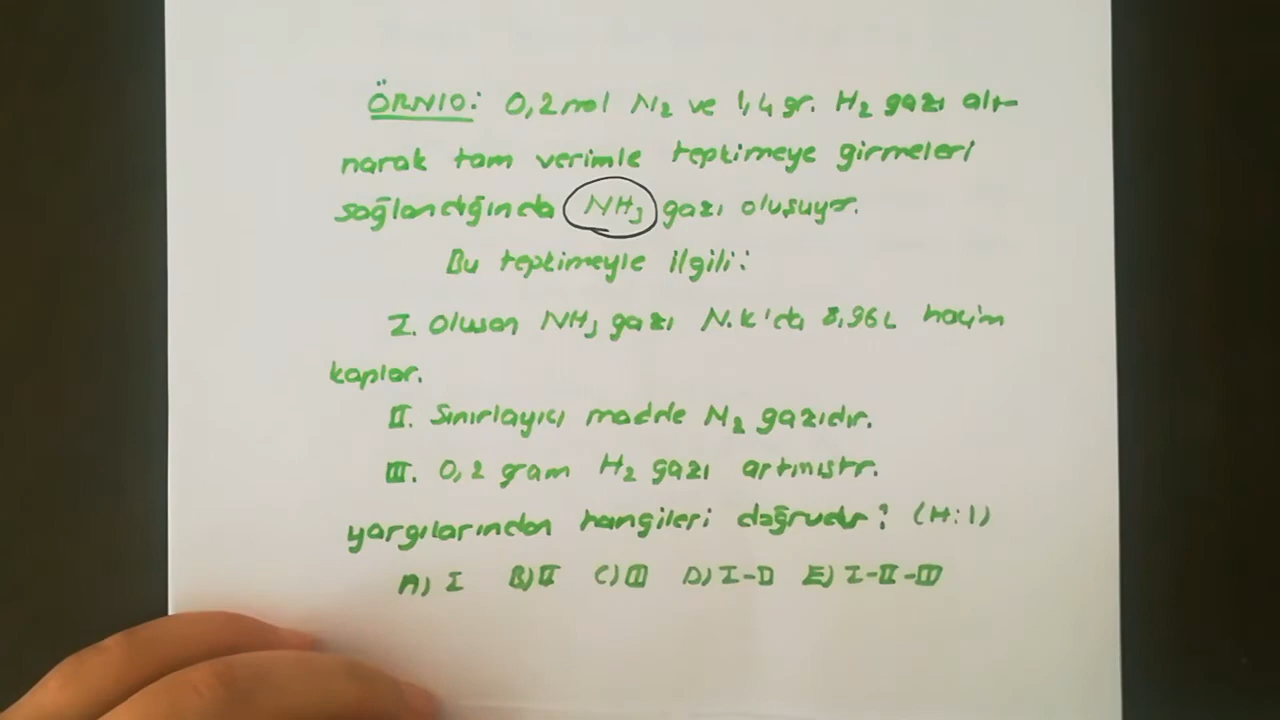 ÖRN10: 0,2 mol N2 ve 1,4 gr. H2 gazı alı-
narak tam verimle tepkimeye girmeleri
sağlandığında NH3 gazı oluşuyor.
Bu tepkimeyle ilgili:
I. Oluşan NH3 gazı N.K'da 8,96L hacim
kaplar.
II. Sınırlayıcı madde N2 gazıdır.
III. 0,2 gram H2 gazı artmıştır.
yargılarından hangileri doğrudur? (H:1)
A) I B) II C) III D) I-II E) I-II-III